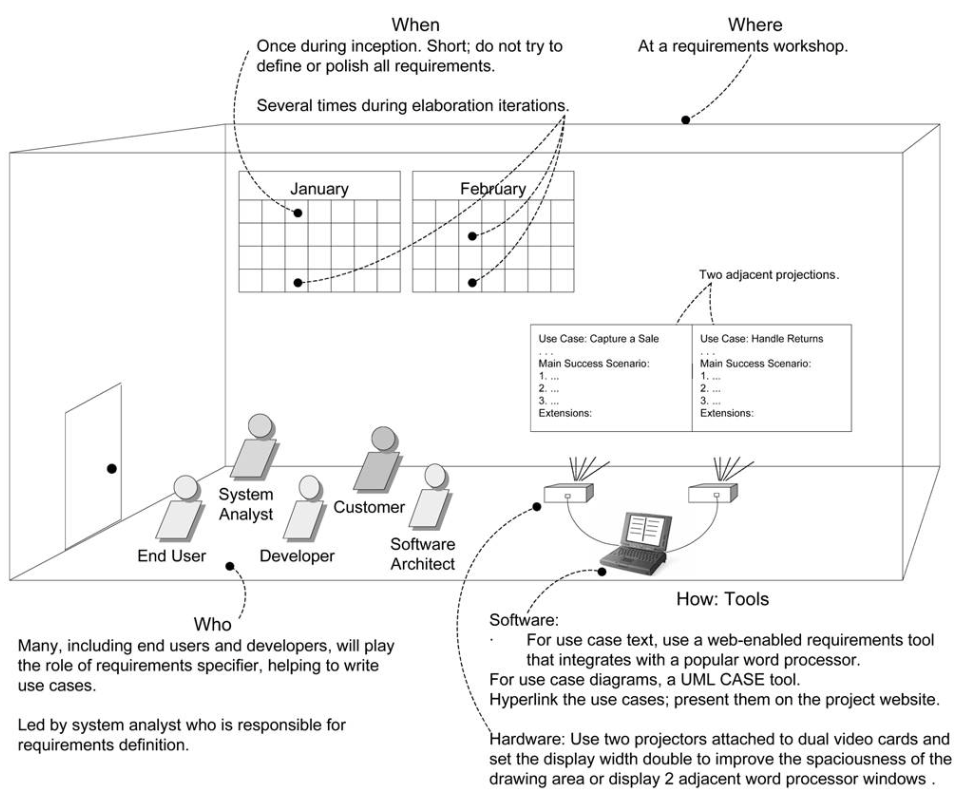 When
Once during inception. Short; do not try to
define or polish all requirements.
Several times during elaboration iterations.
Where
At a requirements workshop.
January
February
Two adjacent projections.
Use Case: Capture a Sale
. . .
Main Success Scenario:
1. ...
2. ...
3. ...
Extensions:
Use Case: Handle Returns
. . .
Main Success Scenario:
1. ...
2. ...
3. ...
Extensions:
System
Analyst
Customer
End User
Developer
Software
Architect
Who
Many, including end users and developers, will play
the role of requirements specifier, helping to write
use cases.
Led by system analyst who is responsible for
requirements definition.
How: Tools
Software:
· For use case text, use a web-enabled requirements tool
that integrates with a popular word processor.
For use case diagrams, a UML CASE tool.
Hyperlink the use cases; present them on the project website.
Hardware: Use two projectors attached to dual video cards and
set the display width double to improve the spaciousness of the
drawing area or display 2 adjacent word processor windows .